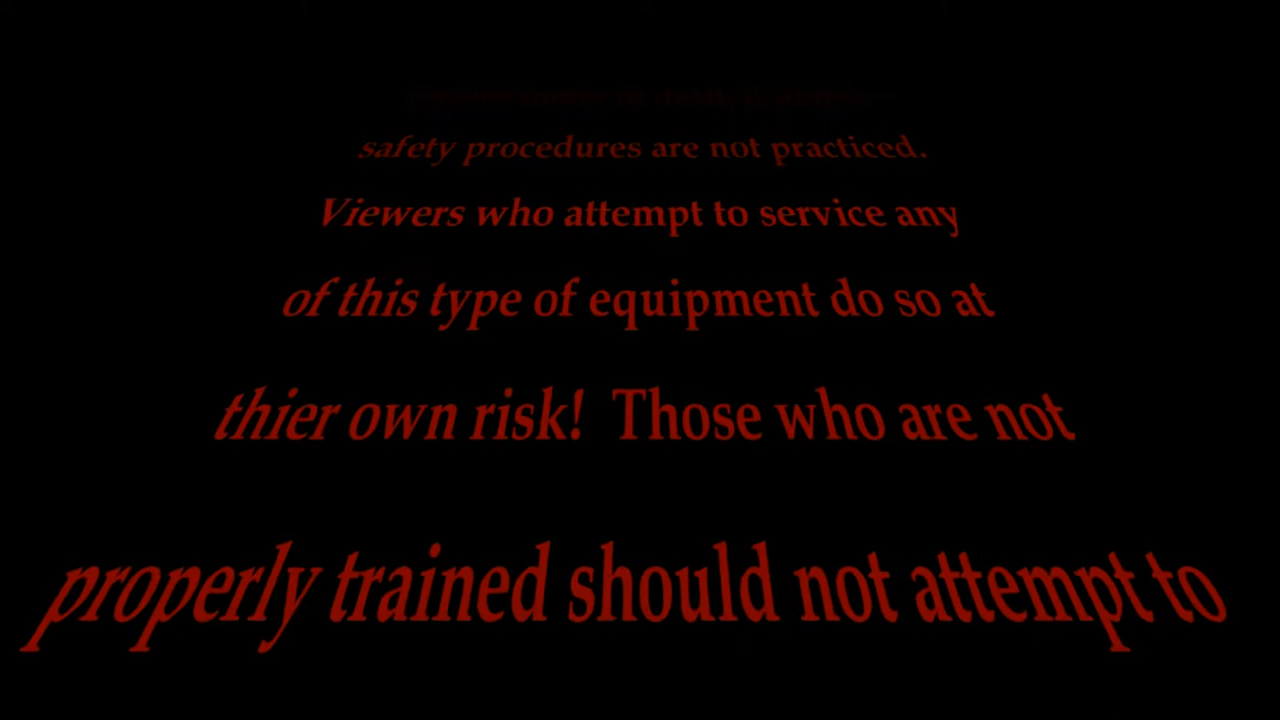 safety procedures are not practiced.
Viewers who attempt to service any
of this type of equipment do so at
thier own risk!  Those who are not
properly trained should not attempt to